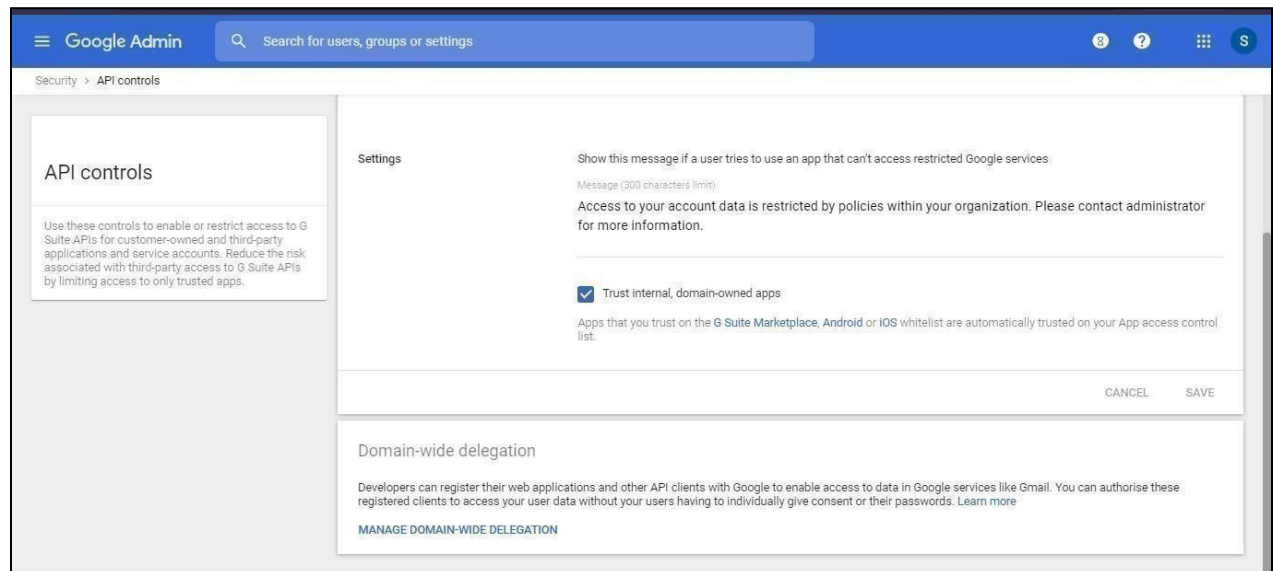 Google Admin
Search for users, groups or settings
8
?
S
Security > API controls
API controls
Use these controls to enable or restrict access to G
Suite APIs for customer-owned and third-party
applications and service accounts. Reduce the risk
associated with third-party access to G Suite APIs
by limiting access to only trusted apps.
Settings
Show this message if a user tries to use an app that can't access restricted Google services
Message (300 characters limit)
Access to your account data is restricted by policies within your organization. Please contact administrator
for more information.
Trust internal, domain-owned apps
Apps that you trust on the G Suite Marketplace, Android or iOS whitelist are automatically trusted on your App access control
list.
CANCEL SAVE
Domain-wide delegation
Developers can register their web applications and other API clients with Google to enable access to data in Google services like Gmail. You can authorise these
registered clients to access your user data without your users having to individually give consent or their passwords. Learn more
MANAGE DOMAIN-WIDE DELEGATION